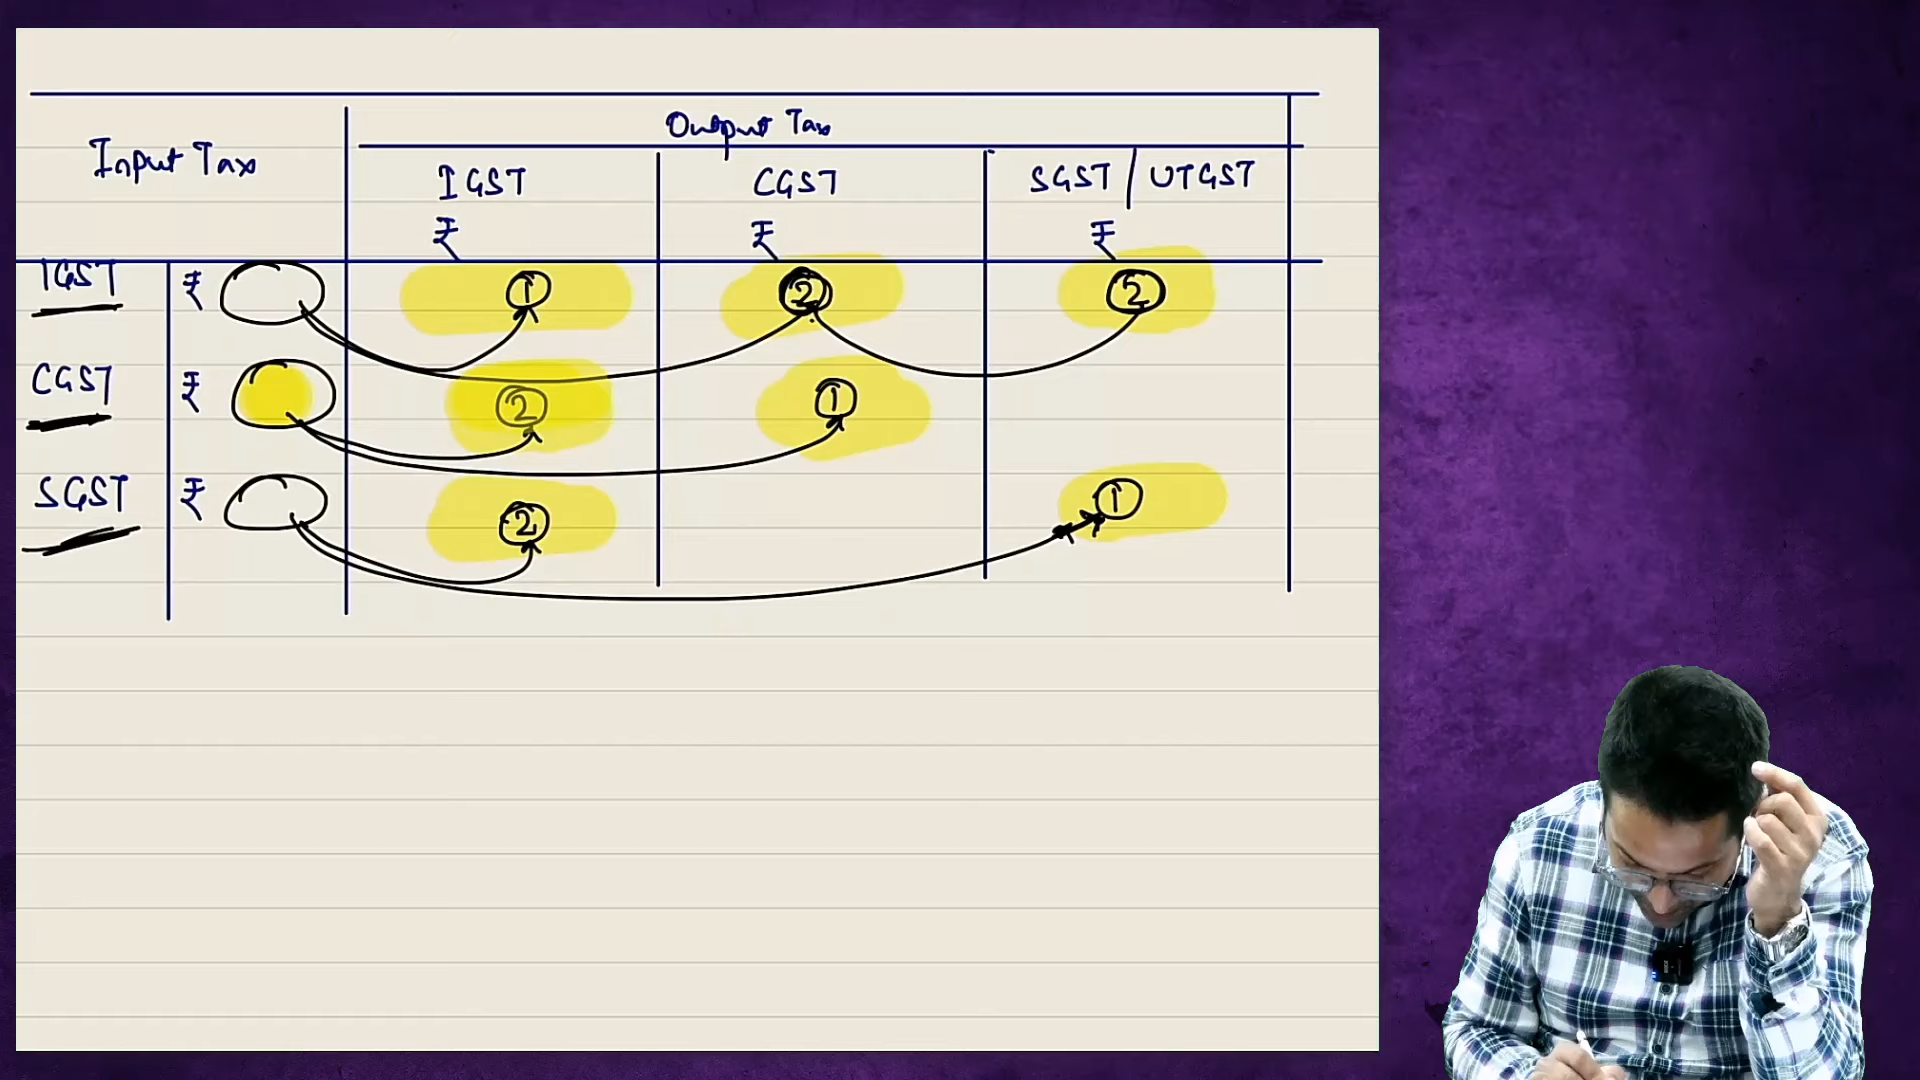 Output Tax
Input Tax
IGST CGST SGST / UTGST
₹ ₹ ₹
IGST ₹ ① ② ②
CGST ₹ ② ①
SGST ₹ ② ①